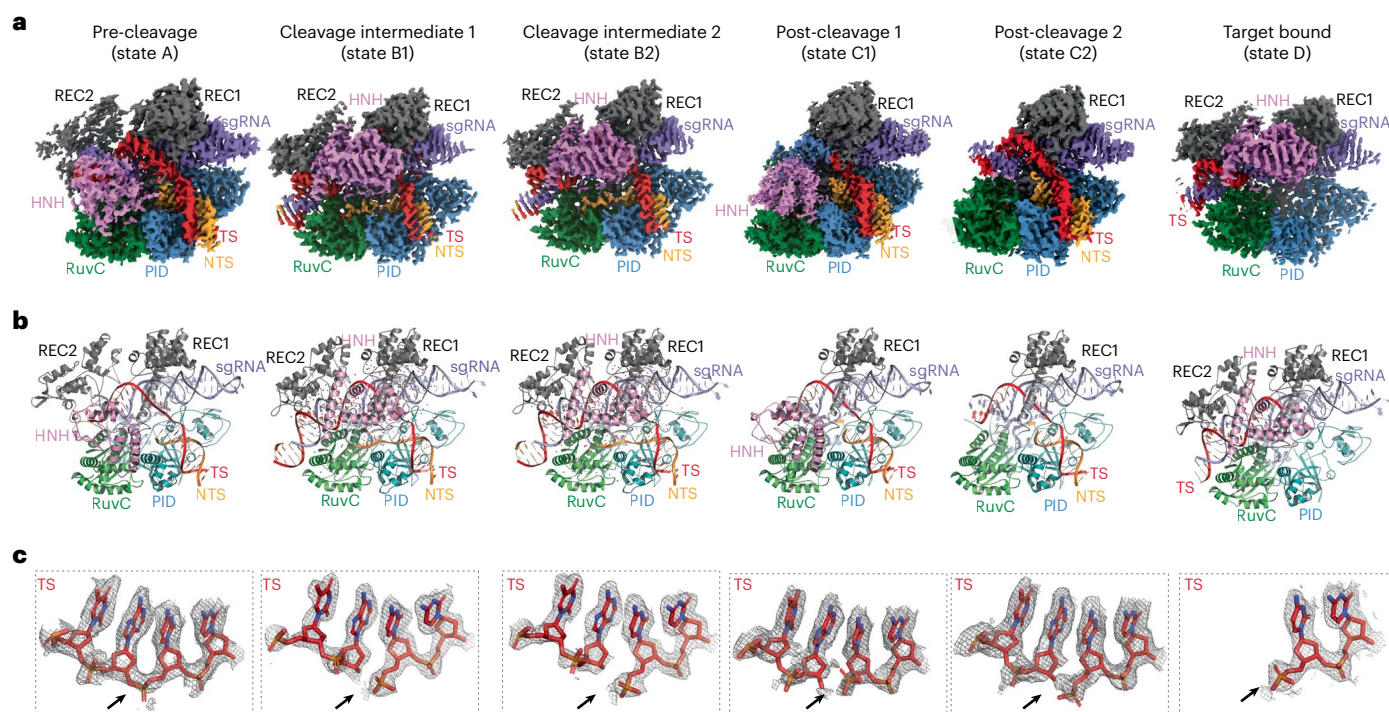 a
Pre-cleavage
(state A)
Cleavage intermediate 1
(state B1)
Cleavage intermediate 2
(state B2)
Post-cleavage 1
(state C1)
Post-cleavage 2
(state C2)
Target bound
(state D)
REC2
REC1
sgRNA
HNH
RuvC
PID
TS
NTS
REC2
HNH
REC1
sgRNA
RuvC
PID
TS
NTS
REC2
HNH
REC1
sgRNA
RuvC
PID
TS
NTS
REC1
sgRNA
HNH
RuvC
PID
TS
NTS
REC1
sgRNA
RuvC
PID
TS
NTS
REC2
HNH
REC1
sgRNA
TS
RuvC
PID
b
REC2
REC1
sgRNA
HNH
RuvC
PID
TS
NTS
REC2
HNH
REC1
sgRNA
RuvC
PID
TS
NTS
REC2
HNH
REC1
sgRNA
RuvC
PID
TS
NTS
REC1
sgRNA
HNH
RuvC
PID
TS
NTS
REC1
sgRNA
RuvC
PID
TS
NTS
REC2
HNH
REC1
sgRNA
TS
RuvC
PID
c
TS
TS
TS
TS
TS
TS